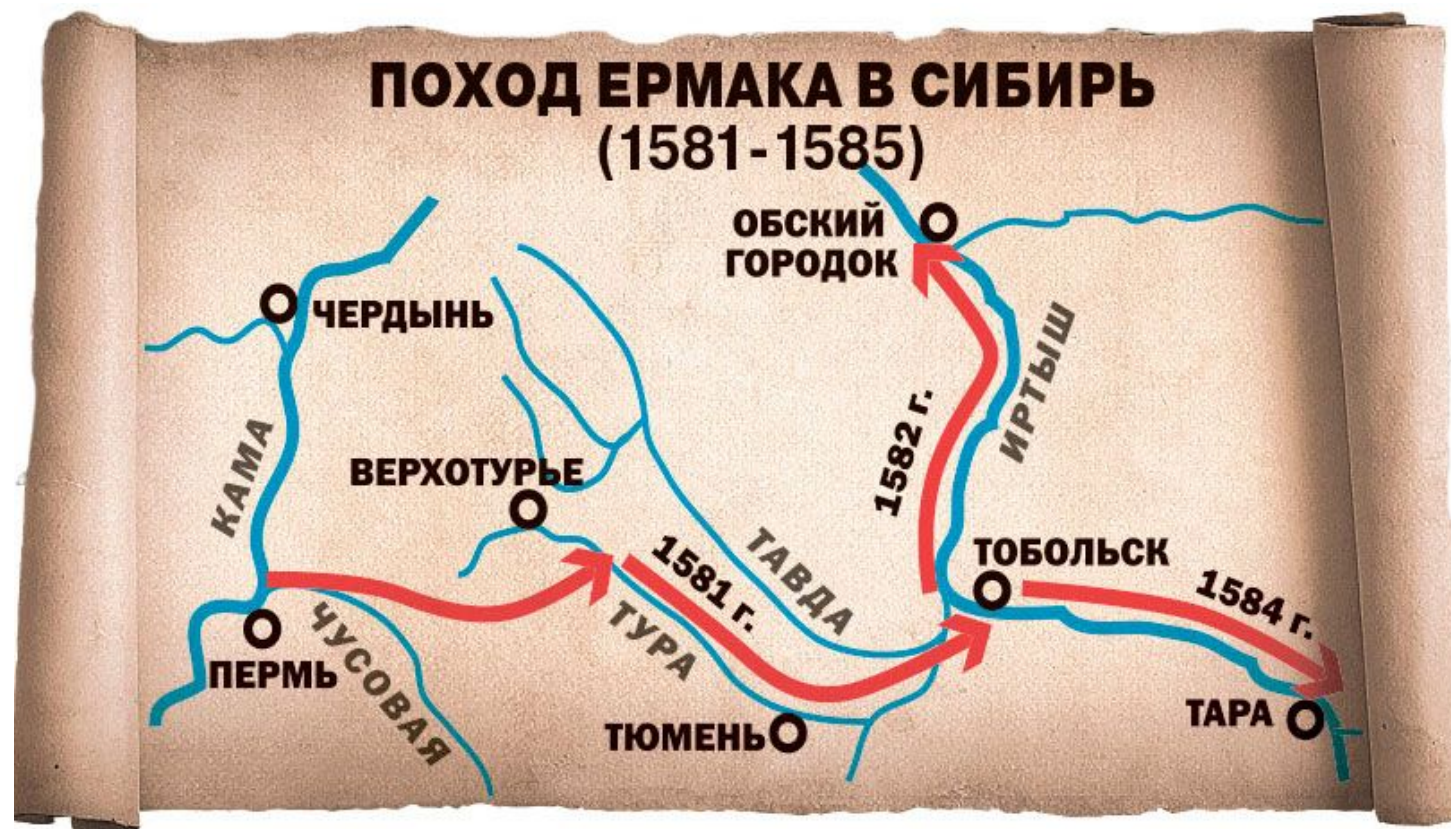 ПОХОД ЕРМАКА В СИБИРЬ
(1581-1585)
ОБСКИЙ
ГОРОДОК
ЧЕРДЫНЬ
ИРТЫШ
1582 г.
КАМА
ВЕРХОТУРЬЕ
1581 г.
ТАВДА
ТОБОЛЬСК
1584 г.
ТУРА
ЧУСОВАЯ
ПЕРМЬ
ТЮМЕНЬ
ТАРА